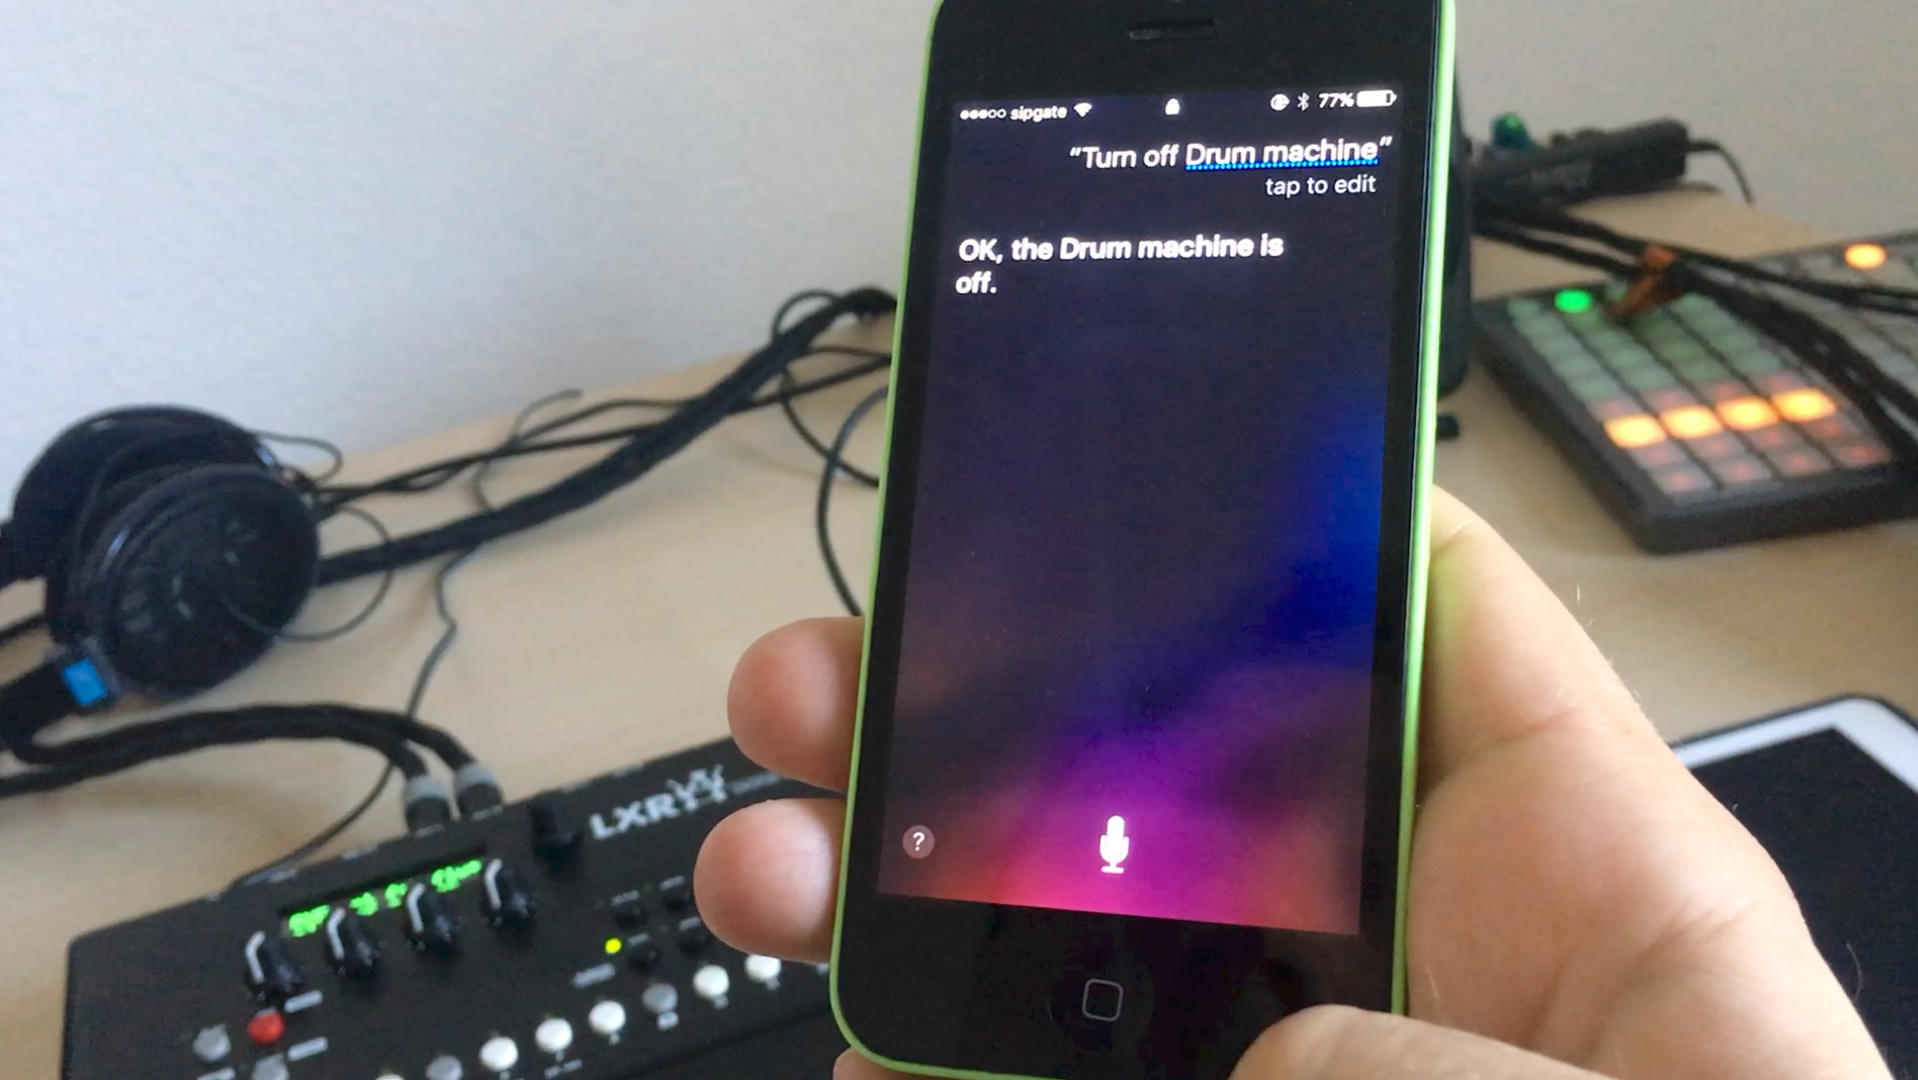 sipgate 77%
“Turn off Drum machine”
tap to edit
OK, the Drum machine is
off.
?
LXR